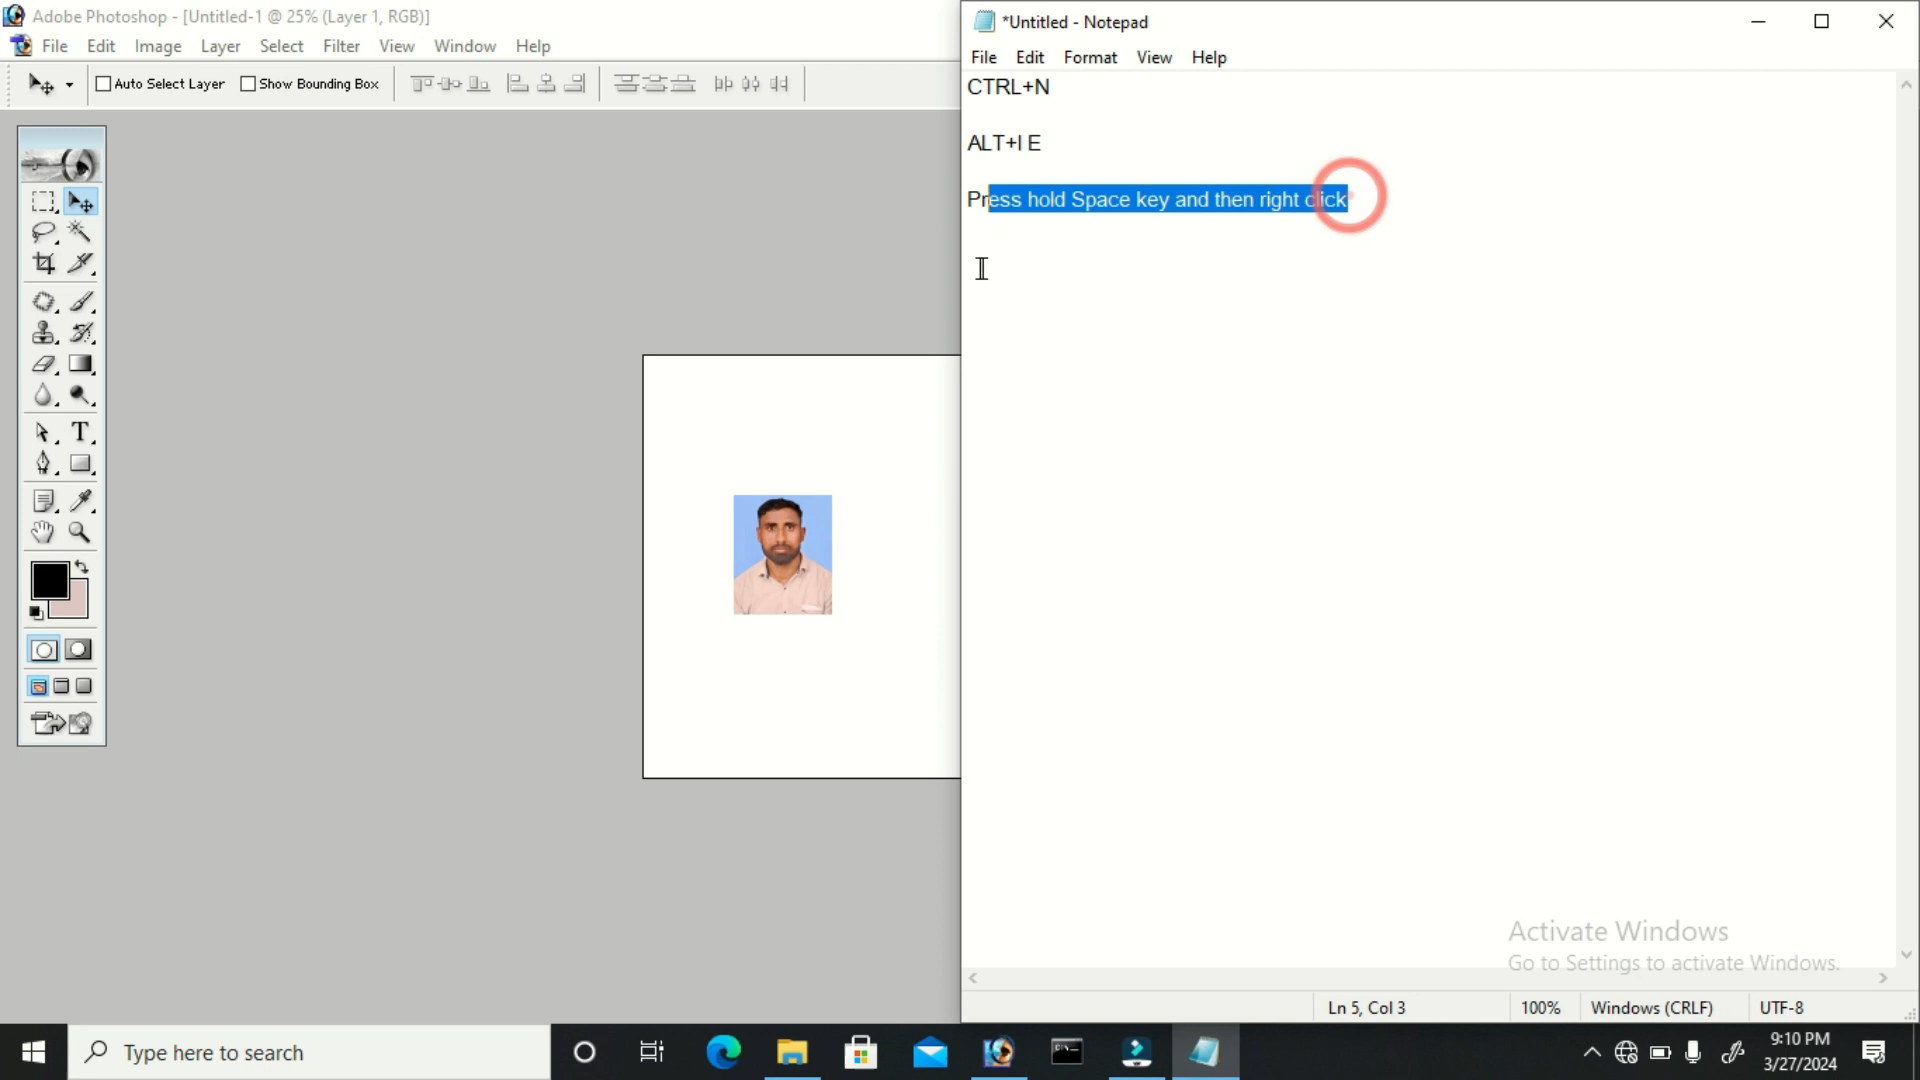 Adobe Photoshop - [Untitled-1 @ 25% (Layer 1, RGB)]
File Edit Image Layer Select Filter View Window Help
Auto Select Layer Show Bounding Box
T
*Untitled - Notepad
File Edit Format View Help
CTRL+N
ALT+I E
Press hold Space key and then right click
Activate Windows
Go to Settings to activate Windows.
Ln 5, Col 3 100% Windows (CRLF) UTF-8
Type here to search
9:10 PM
3/27/2024